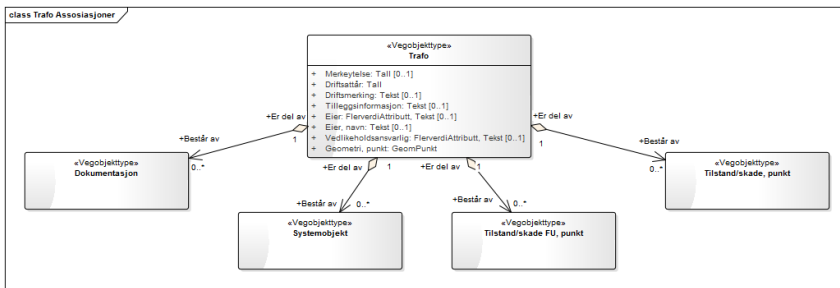 class Trafo Assosiasjoner
«Vegobjekttype»
Trafo
+ Merkeytelse: Tall [0..1]
+ Driftsattår: Tall
+ Driftsmerking: Tekst [0..1]
+ Tilleggsinformasjon: Tekst [0..1]
+ Eier: FlerverdiAttributt, Tekst [0..1]
+ Eier, navn: Tekst [0..1]
+ Vedlikeholdsansvarlig: FlerverdiAttributt, Tekst [0..1]
+ Geometri, punkt: GeomPunkt
+Er del av
1
+Består av
0..*
+Er del av
1
+Består av
0..*
+Er del av
1
+Består av
0..*
+Er del av
1
+Består av
0..*
«Vegobjekttype»
Dokumentasjon
«Vegobjekttype»
Tilstand/skade, punkt
«Vegobjekttype»
Systemobjekt
«Vegobjekttype»
Tilstand/skade FU, punkt